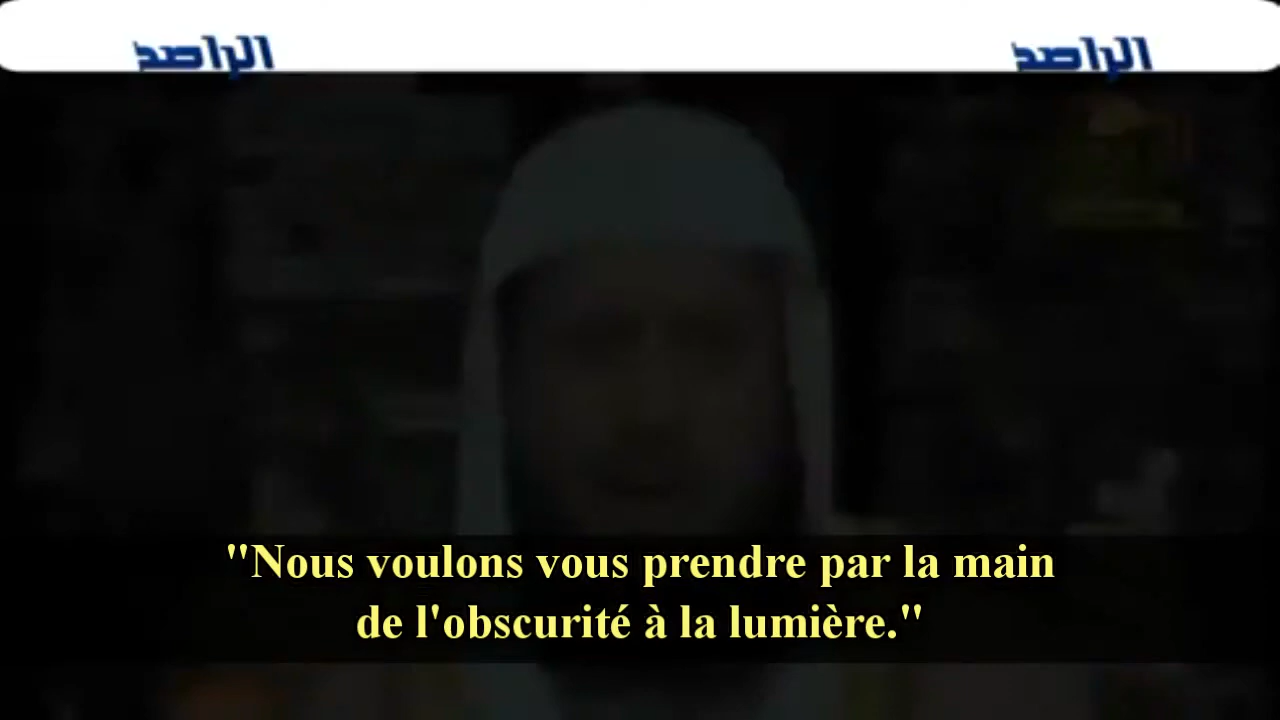 الراصد الراصد
"Nous voulons vous prendre par la main
de l'obscurité à la lumière."